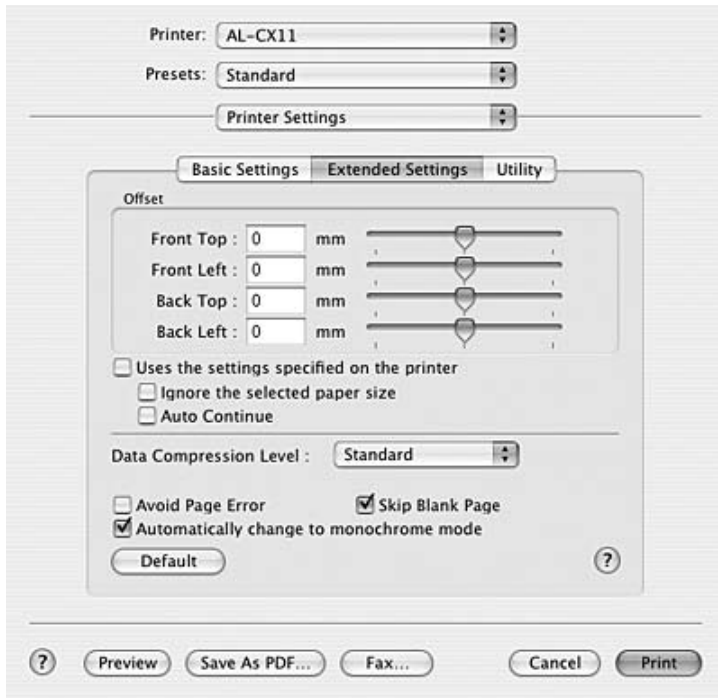 Printer: AL-CX11
Presets: Standard
Printer Settings
Basic Settings Extended Settings Utility
Offset
Front Top : 0 mm
Front Left : 0 mm
Back Top : 0 mm
Back Left : 0 mm
Uses the settings specified on the printer
Ignore the selected paper size
Auto Continue
Data Compression Level : Standard
Avoid Page Error Skip Blank Page
Automatically change to monochrome mode
Default ?
? Preview Save As PDF... Fax... Cancel Print